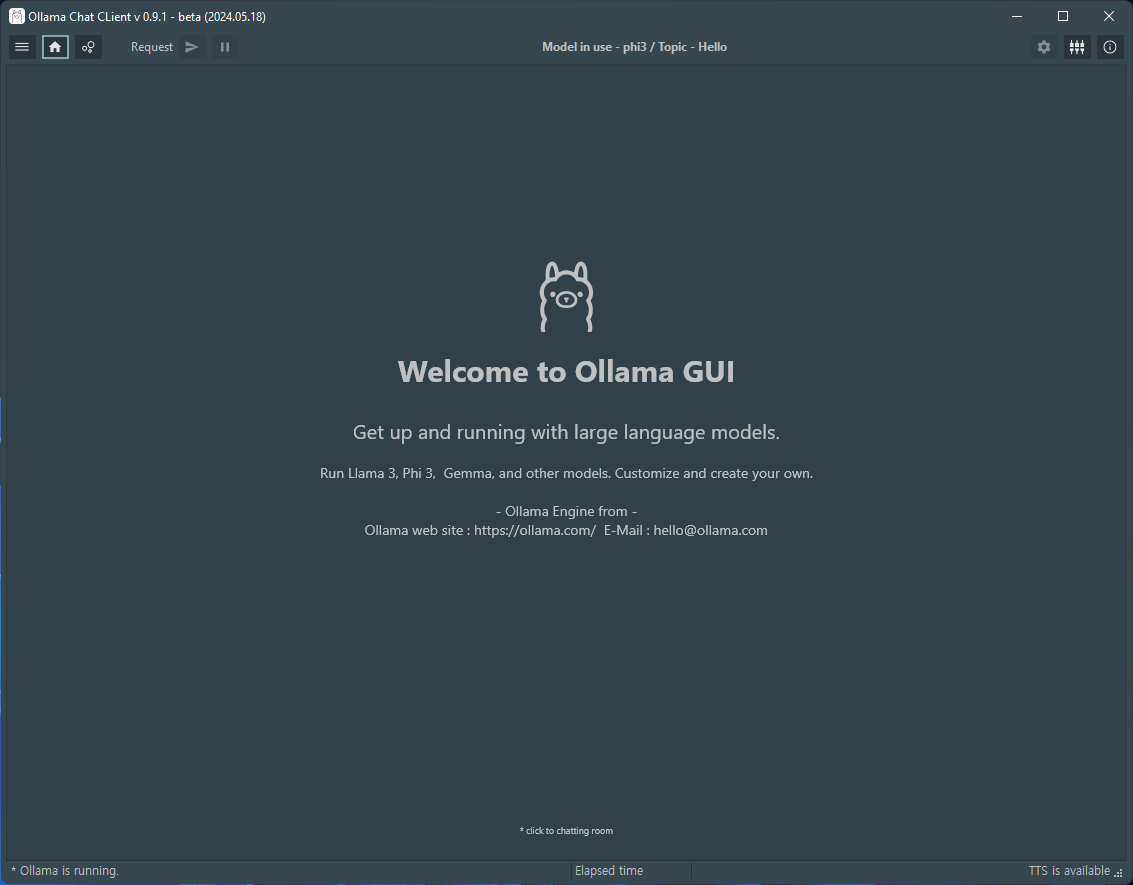 Ollama Chat CLient v 0.9.1 - beta (2024.05.18)
Request
Model in use - phi3 / Topic - Hello
Welcome to Ollama GUI
Get up and running with large language models.
Run Llama 3, Phi 3,  Gemma, and other models. Customize and create your own.
- Ollama Engine from -
Ollama web site : https://ollama.com/  E-Mail : hello@ollama.com
* click to chatting room
* Ollama is running.
Elapsed time
TTS is available